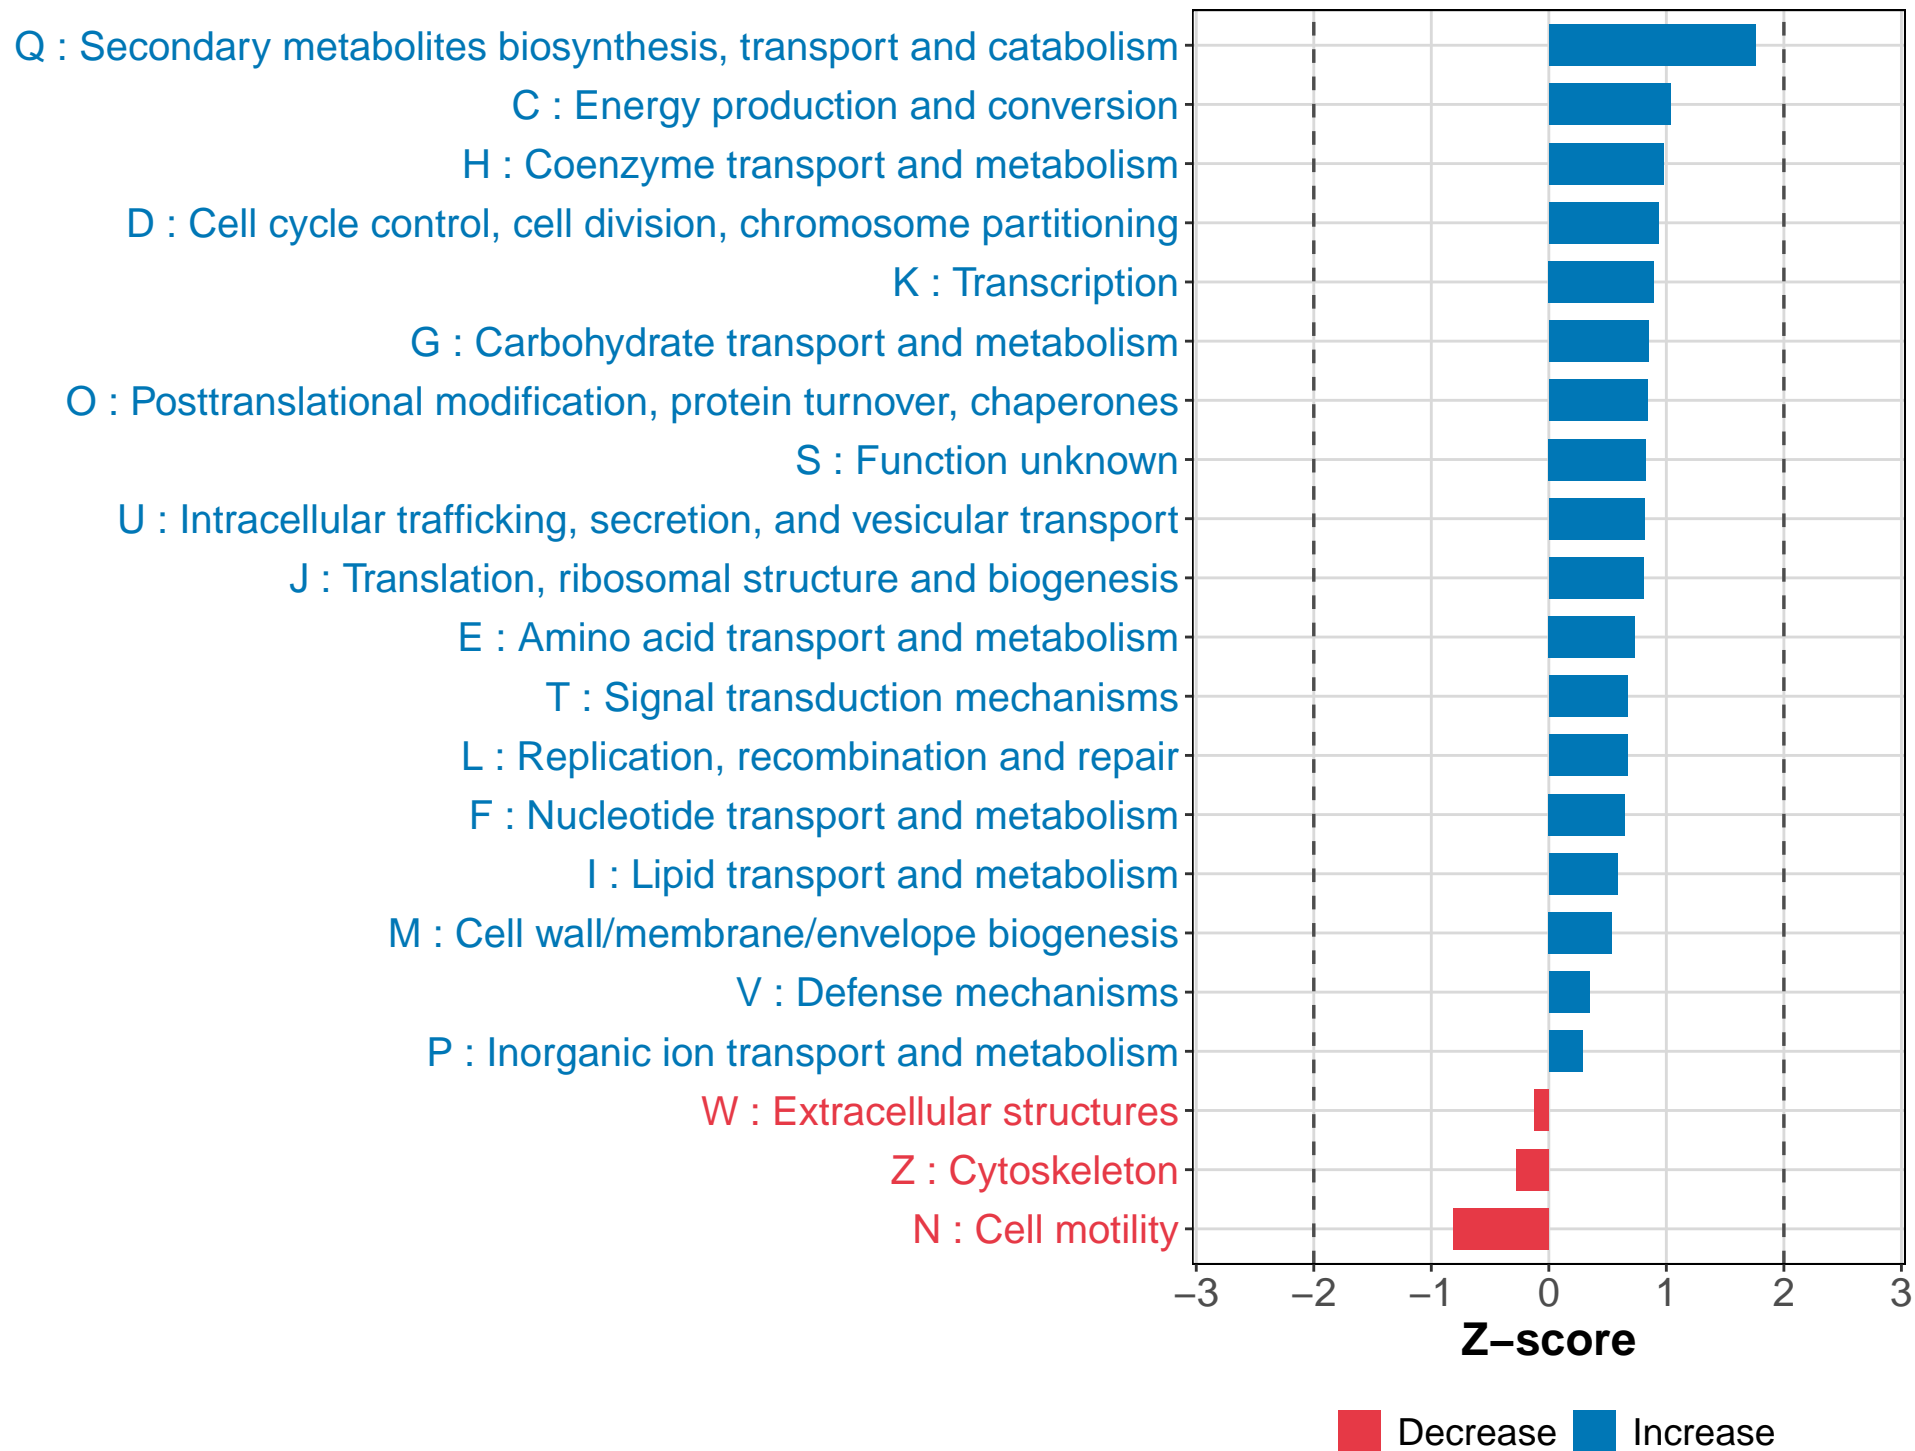 Q : Secondary metabolites biosynthesis, transport and catabolism
C : Energy production and conversion
H : Coenzyme transport and metabolism
D : Cell cycle control, cell division, chromosome partitioning
K : Transcription
G : Carbohydrate transport and metabolism
O : Posttranslational modification, protein turnover, chaperones
S : Function unknown
U : Intracellular trafficking, secretion, and vesicular transport
J : Translation, ribosomal structure and biogenesis
E : Amino acid transport and metabolism
T : Signal transduction mechanisms
L : Replication, recombination and repair
F : Nucleotide transport and metabolism
I : Lipid transport and metabolism
M : Cell wall/membrane/envelope biogenesis
V : Defense mechanisms
P : Inorganic ion transport and metabolism
W : Extracellular structures
Z : Cytoskeleton
N : Cell motility
−3 −2 −1 0 1 2 3
Z−score
Decrease Increase